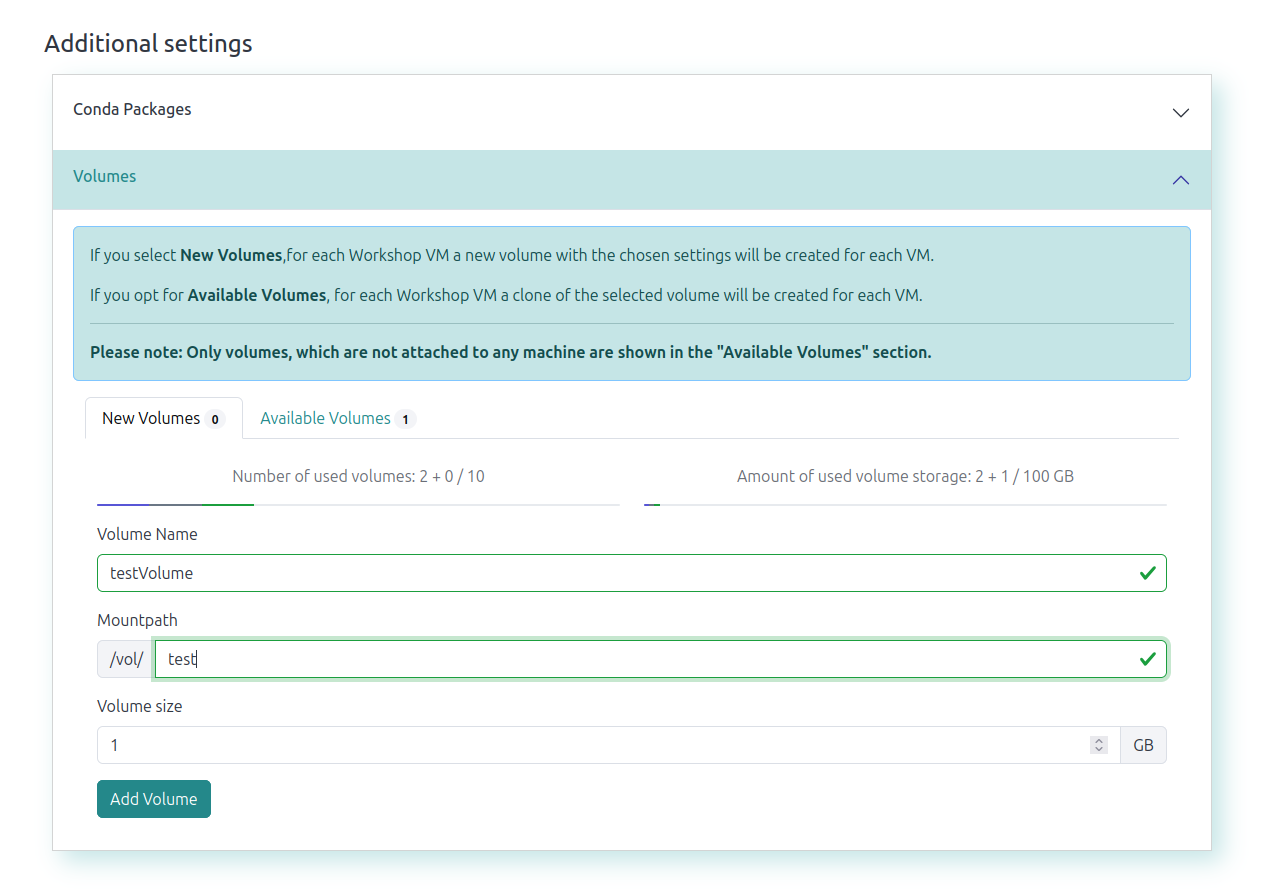 Additional settings
Conda Packages
Volumes
If you select New Volumes,for each Workshop VM a new volume with the chosen settings will be created for each VM.
If you opt for Available Volumes, for each Workshop VM a clone of the selected volume will be created for each VM.
Please note: Only volumes, which are not attached to any machine are shown in the "Available Volumes" section.
New Volumes 0 Available Volumes 1
Number of used volumes: 2 + 0 / 10 Amount of used volume storage: 2 + 1 / 100 GB
Volume Name
testVolume
Mountpath
/vol/ test
Volume size
1 GB
Add Volume